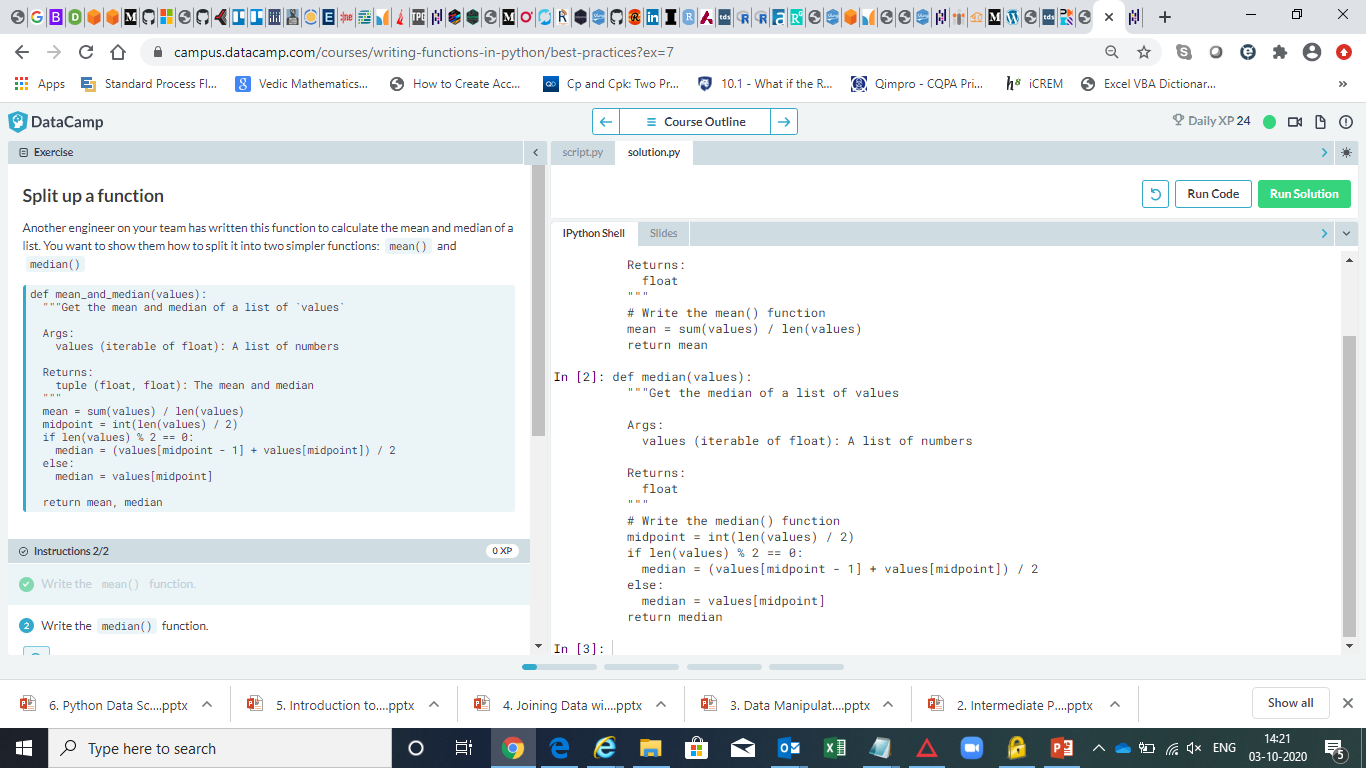 campus.datacamp.com/courses/writing-functions-in-python/best-practices?ex=7
Apps
Standard Process Fl...
Vedic Mathematics...
How to Create Acc...
Cp and Cpk: Two Pr...
10.1 - What if the R...
Qimpro - CQPA Pri...
iCREM
Excel VBA Dictionar...
»
DataCamp
Course Outline
Daily XP 24
Exercise
script.py
solution.py
Split up a function
Another engineer on your team has written this function to calculate the mean and median of a
list. You want to show them how to split it into two simpler functions: mean() and
median()
def mean_and_median(values):
"""Get the mean and median of a list of `values`
Args:
values (iterable of float): A list of numbers
Returns:
tuple (float, float): The mean and median
"""
mean = sum(values) / len(values)
midpoint = int(len(values) / 2)
if len(values) % 2 == 0:
median = (values[midpoint - 1] + values[midpoint]) / 2
else:
median = values[midpoint]
return mean, median
Instructions 2/2
0 XP
Write the mean() function.
2 Write the median() function.
Run Code
Run Solution
IPython Shell
Slides
Returns:
float
"""
# Write the mean() function
mean = sum(values) / len(values)
return mean
In [2]: def median(values):
"""Get the median of a list of values
Args:
values (iterable of float): A list of numbers
Returns:
float
"""
# Write the median() function
midpoint = int(len(values) / 2)
if len(values) % 2 == 0:
median = (values[midpoint - 1] + values[midpoint]) / 2
else:
median = values[midpoint]
return median
In [3]:
6. Python Data Sc....pptx
5. Introduction to....pptx
4. Joining Data wi....pptx
3. Data Manipulat....pptx
2. Intermediate P....pptx
Show all
Type here to search
ENG
14:21
03-10-2020
5